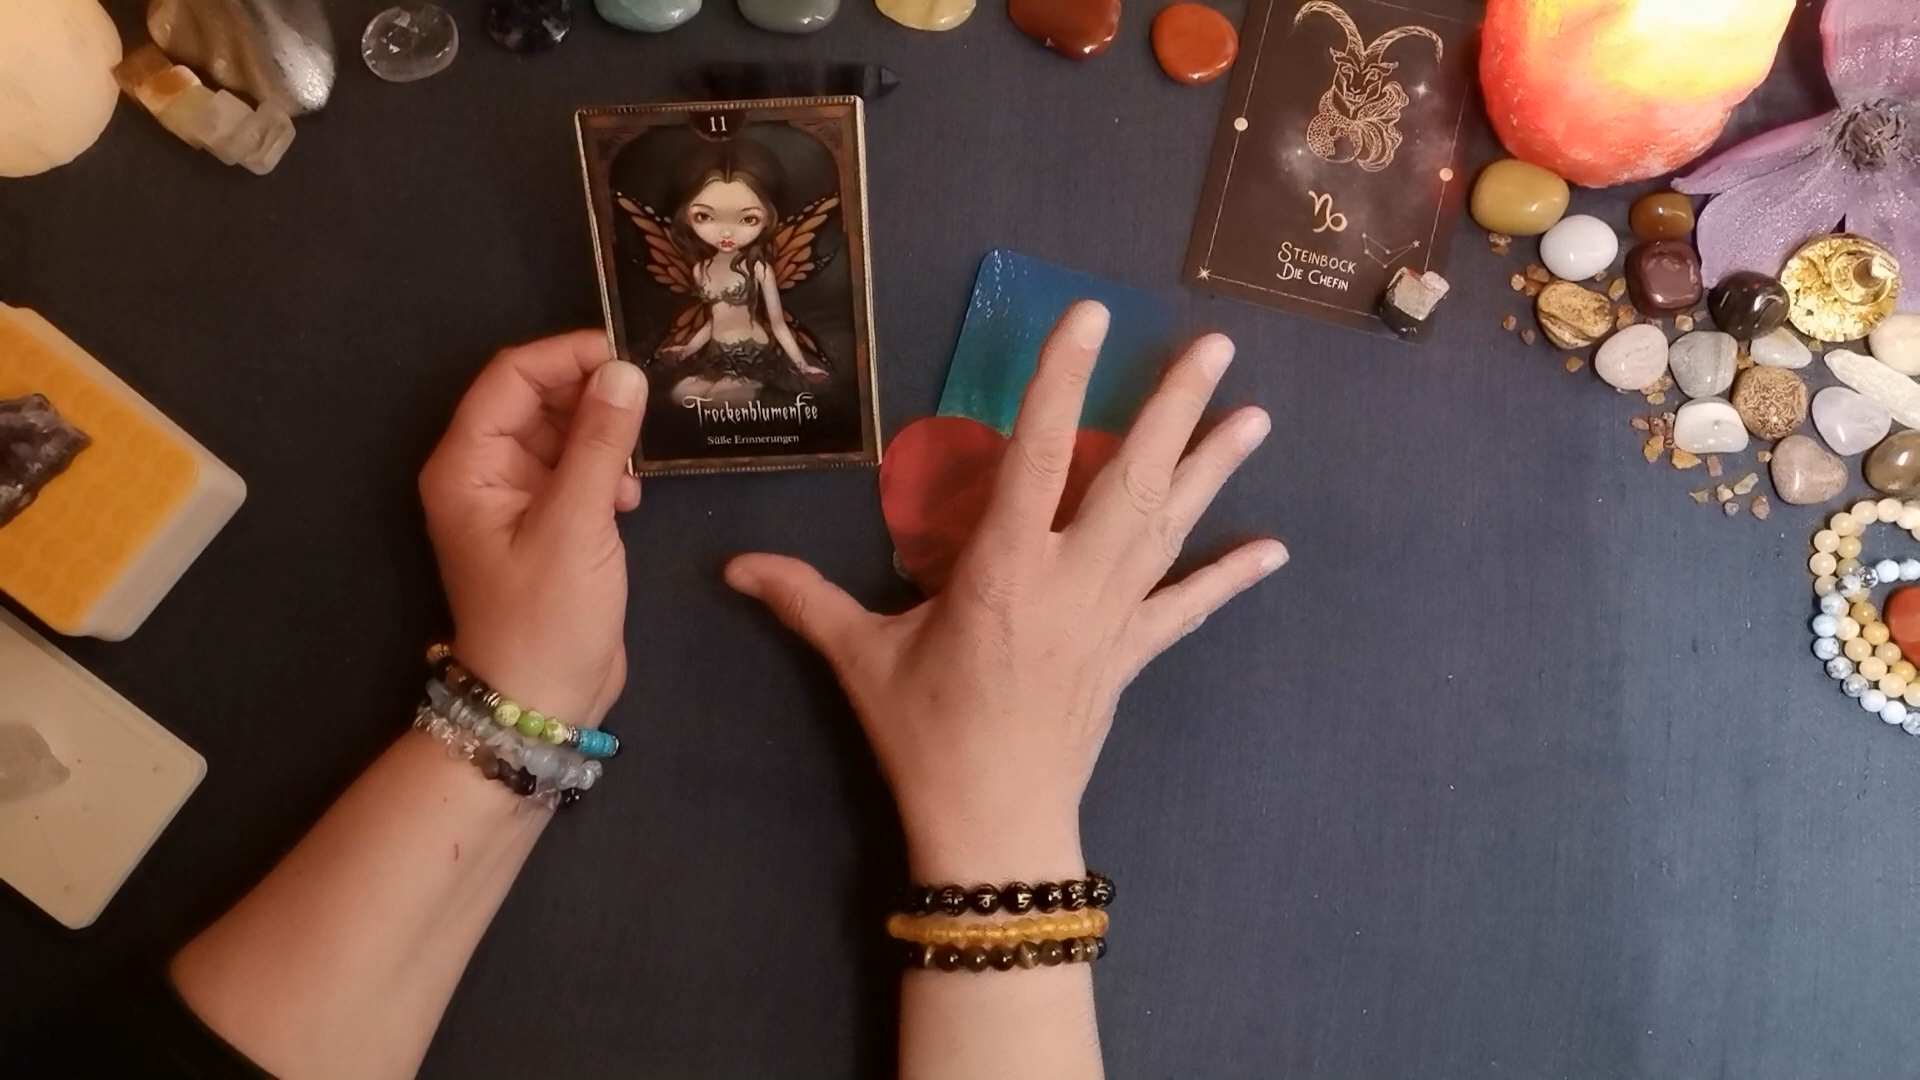 11
Trockenblumenfee
Süße Erinnerungen
STEINBOCK
DIE CHEFIN